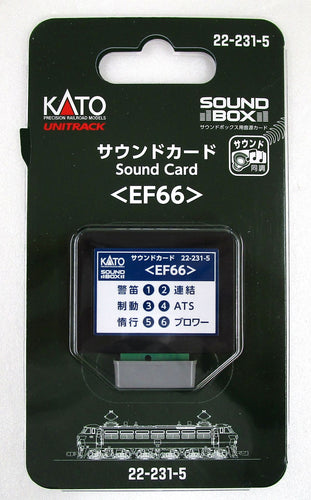 22-231-5
KATO
PRECISION RAILROAD MODELS
UNITRACK
SOUND
BOX
サウンドボックス用音源カード
サウンド
同調
サウンドカード
Sound Card
<EF66>
KATO サウンドカード 22-231-5
SOUND BOX <EF66>
警笛 1 2 連結
制動 3 4 ATS
惰行 5 6 ブロワー
22-231-5